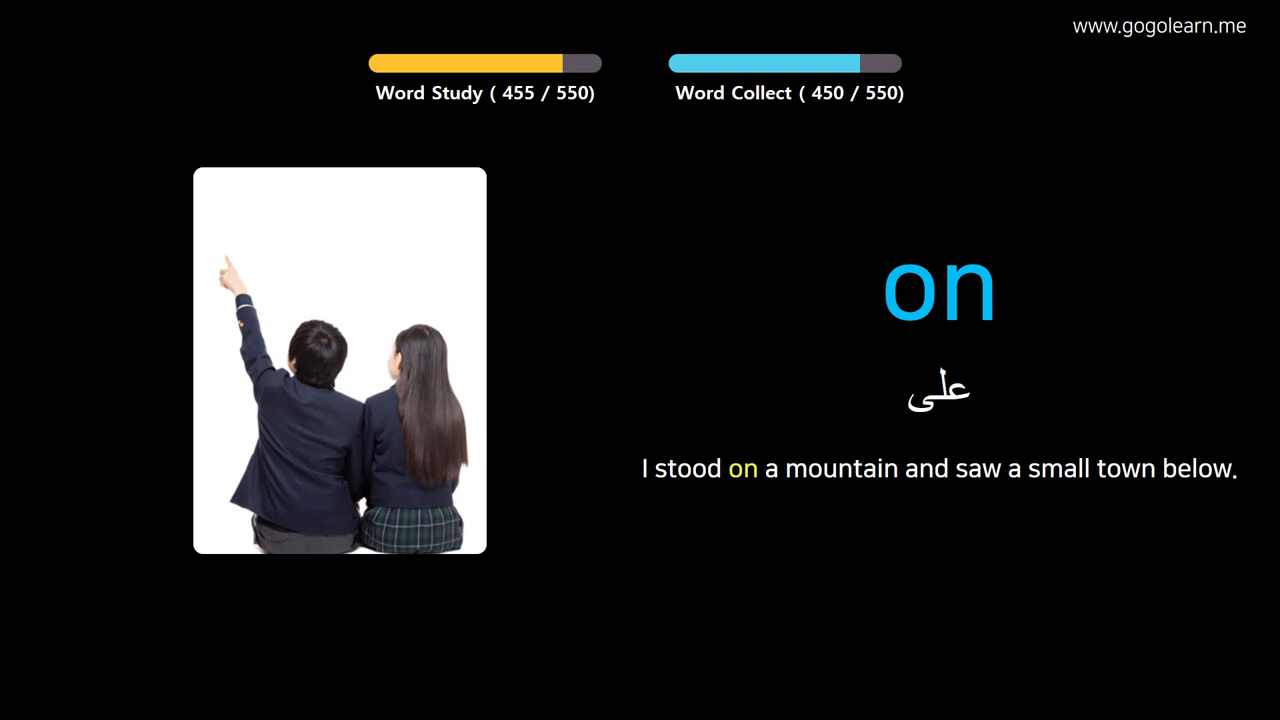 www.gogolearn.me
Word Study ( 455 / 550)
Word Collect ( 450 / 550)
on
على
I stood on a mountain and saw a small town below.